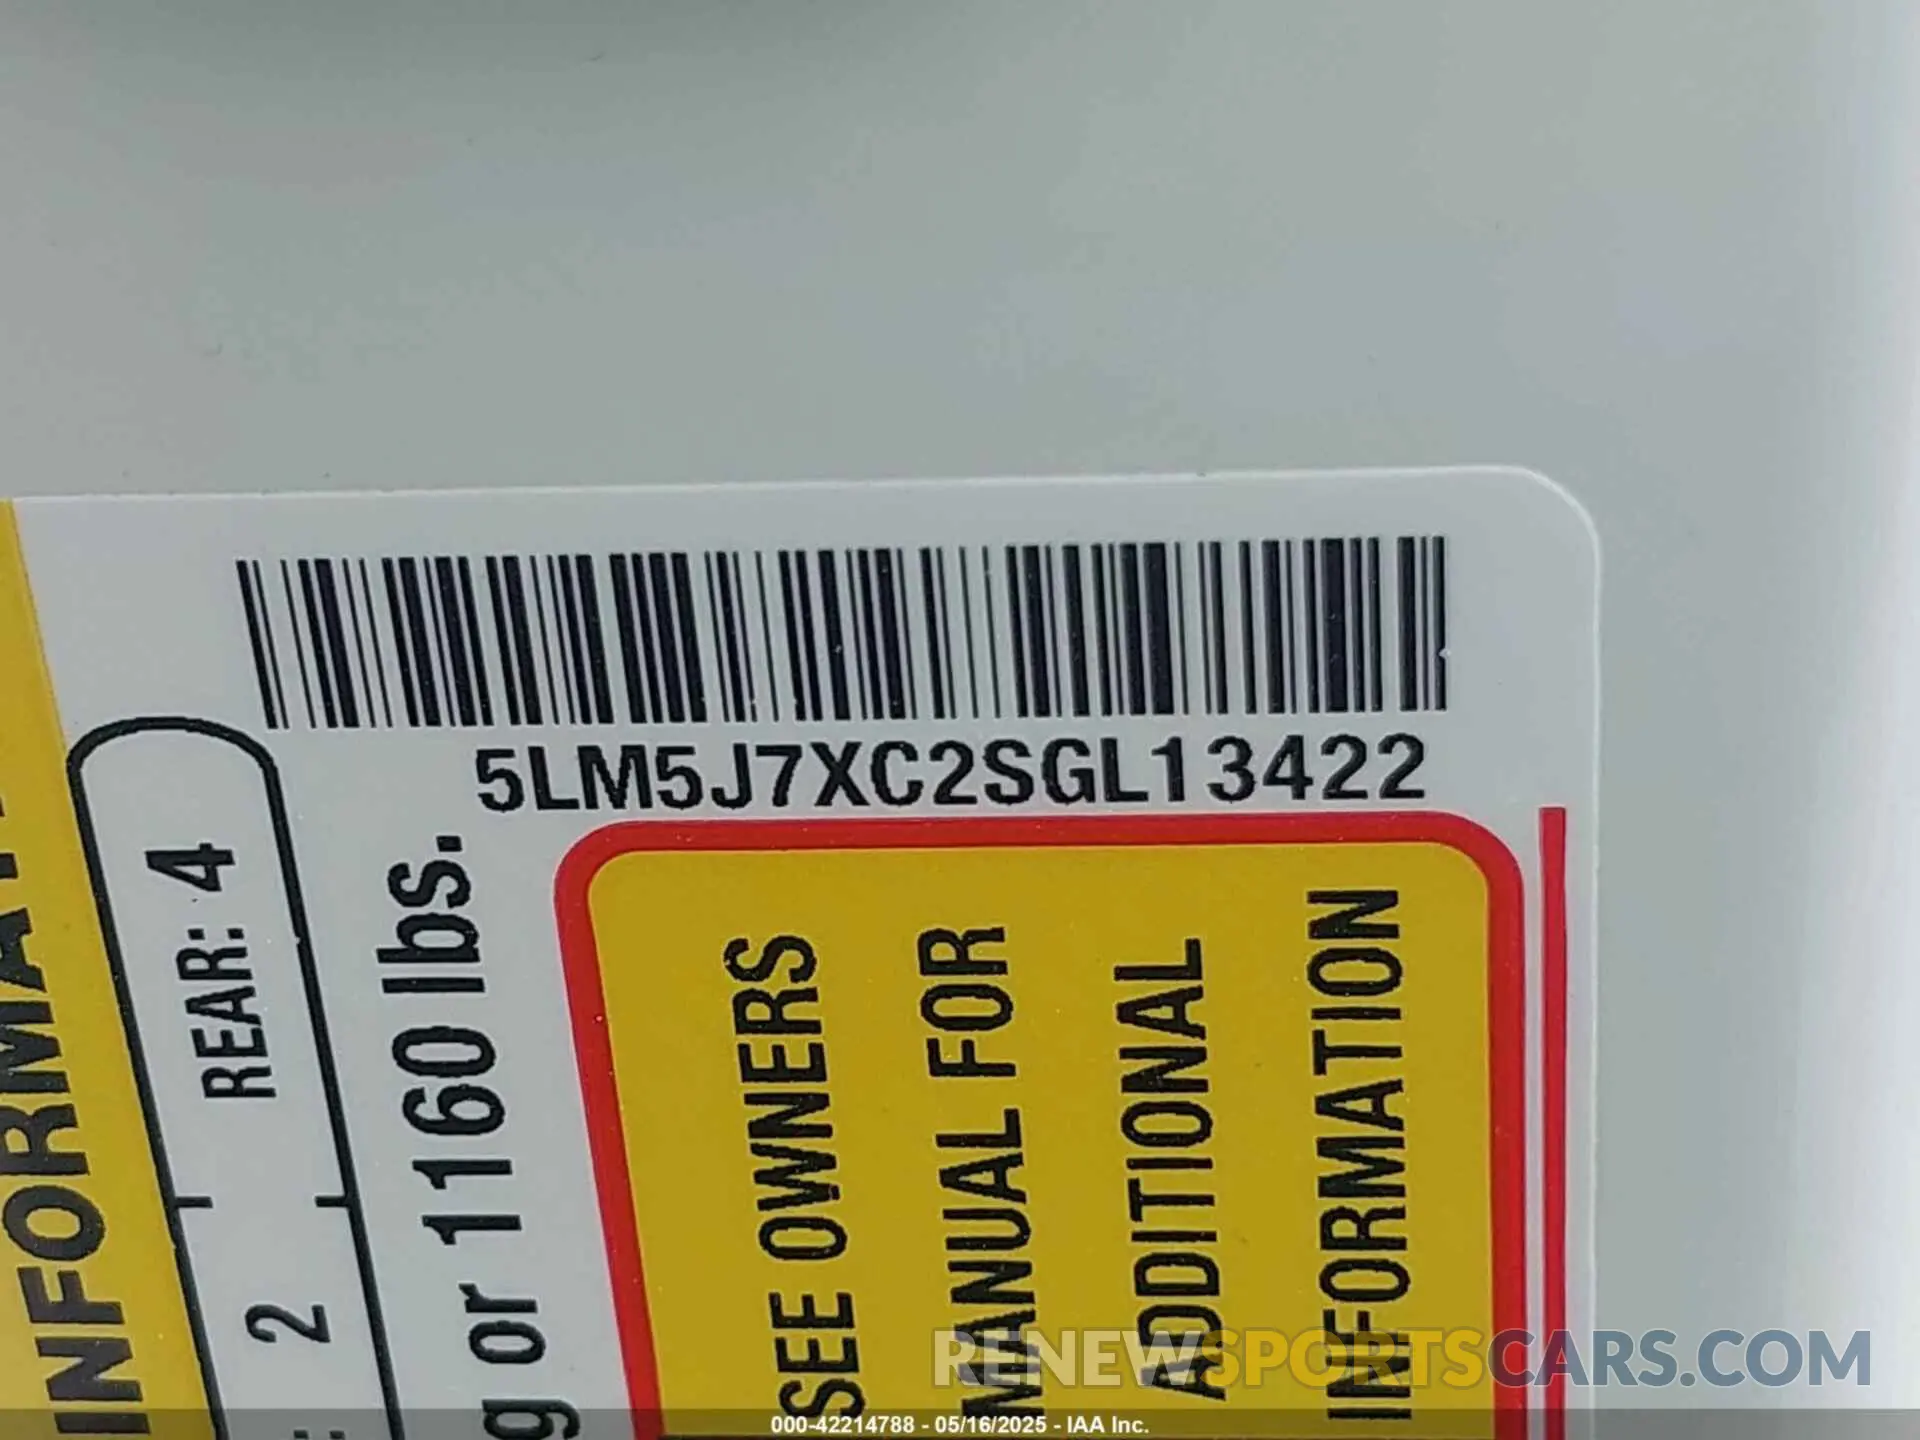 5LM5J7XC2SGL13422
INFORMA
2 REAR: 4
g or 1160 lbs.
SEE OWNERS
MANUAL FOR
ADDITIONAL
INFORMATION
RENEWSPORTSCARS.COM
000-42214788 - 05/16/2025 - IAA Inc.